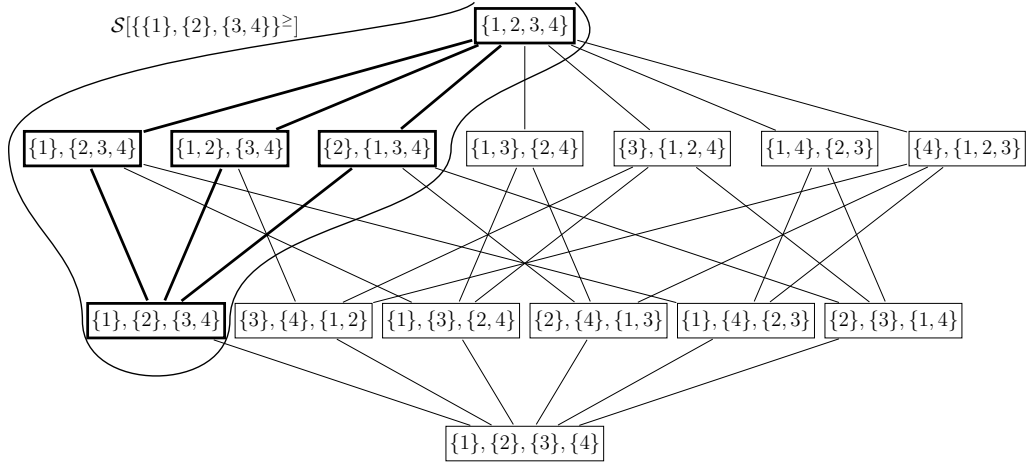 𝒮[{{1}, {2}, {3, 4}}≥]
{1, 2, 3, 4}
{1}, {2, 3, 4}
{1, 2}, {3, 4}
{2}, {1, 3, 4}
{1, 3}, {2, 4}
{3}, {1, 2, 4}
{1, 4}, {2, 3}
{4}, {1, 2, 3}
{1}, {2}, {3, 4}
{3}, {4}, {1, 2}
{1}, {3}, {2, 4}
{2}, {4}, {1, 3}
{1}, {4}, {2, 3}
{2}, {3}, {1, 4}
{1}, {2}, {3}, {4}